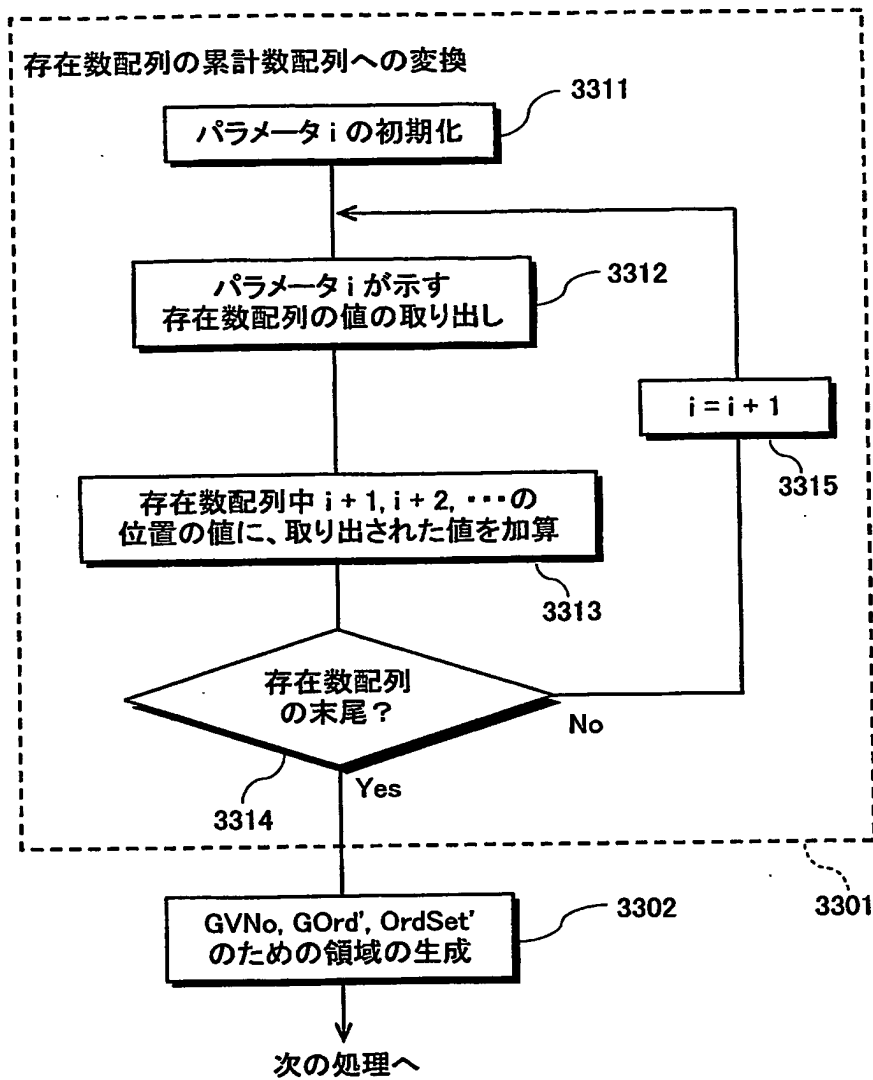 存在数配列の累計数配列への変換
3311
パラメータ i の初期化
3312
パラメータ i が示す
存在数配列の値の取り出し
i = i + 1
3315
存在数配列中 i + 1, i + 2, ・・・の
位置の値に、取り出された値を加算
3313
存在数配列
の末尾？
No
Yes
3314
3301
GVNo, GOrd', OrdSet'
のための領域の生成
3302
次の処理へ